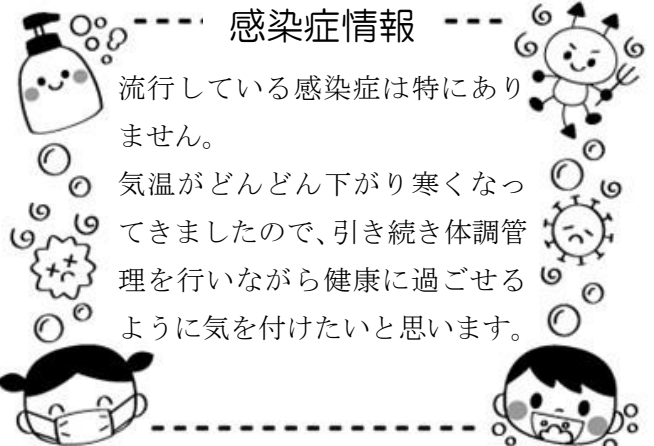 感染症情報
流行している感染症は特にあり
ません。
気温がどんどん下がり寒くなっ
てきましたので、引き続き体調管
理を行いながら健康に過ごせる
ように気を付けたいと思います。